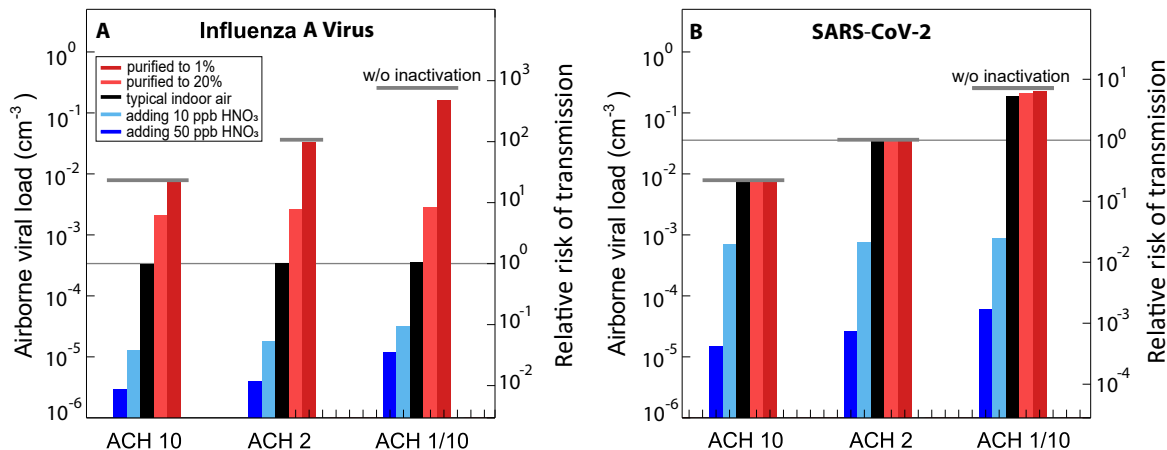 A
Influenza A Virus
Airborne viral load (cm⁻³)
10⁰
10⁻¹
10⁻²
10⁻³
10⁻⁴
10⁻⁵
10⁻⁶
purified to 1%
purified to 20%
typical indoor air
adding 10 ppb HNO₃
adding 50 ppb HNO₃
w/o inactivation
10³
10²
10¹
10⁰
10⁻¹
10⁻²
Relative risk of transmission
ACH 10
ACH 2
ACH 1/10
B
SARS-CoV-2
Airborne viral load (cm⁻³)
10⁰
10⁻¹
10⁻²
10⁻³
10⁻⁴
10⁻⁵
10⁻⁶
w/o inactivation
10¹
10⁰
10⁻¹
10⁻²
10⁻³
10⁻⁴
Relative risk of transmission
ACH 10
ACH 2
ACH 1/10